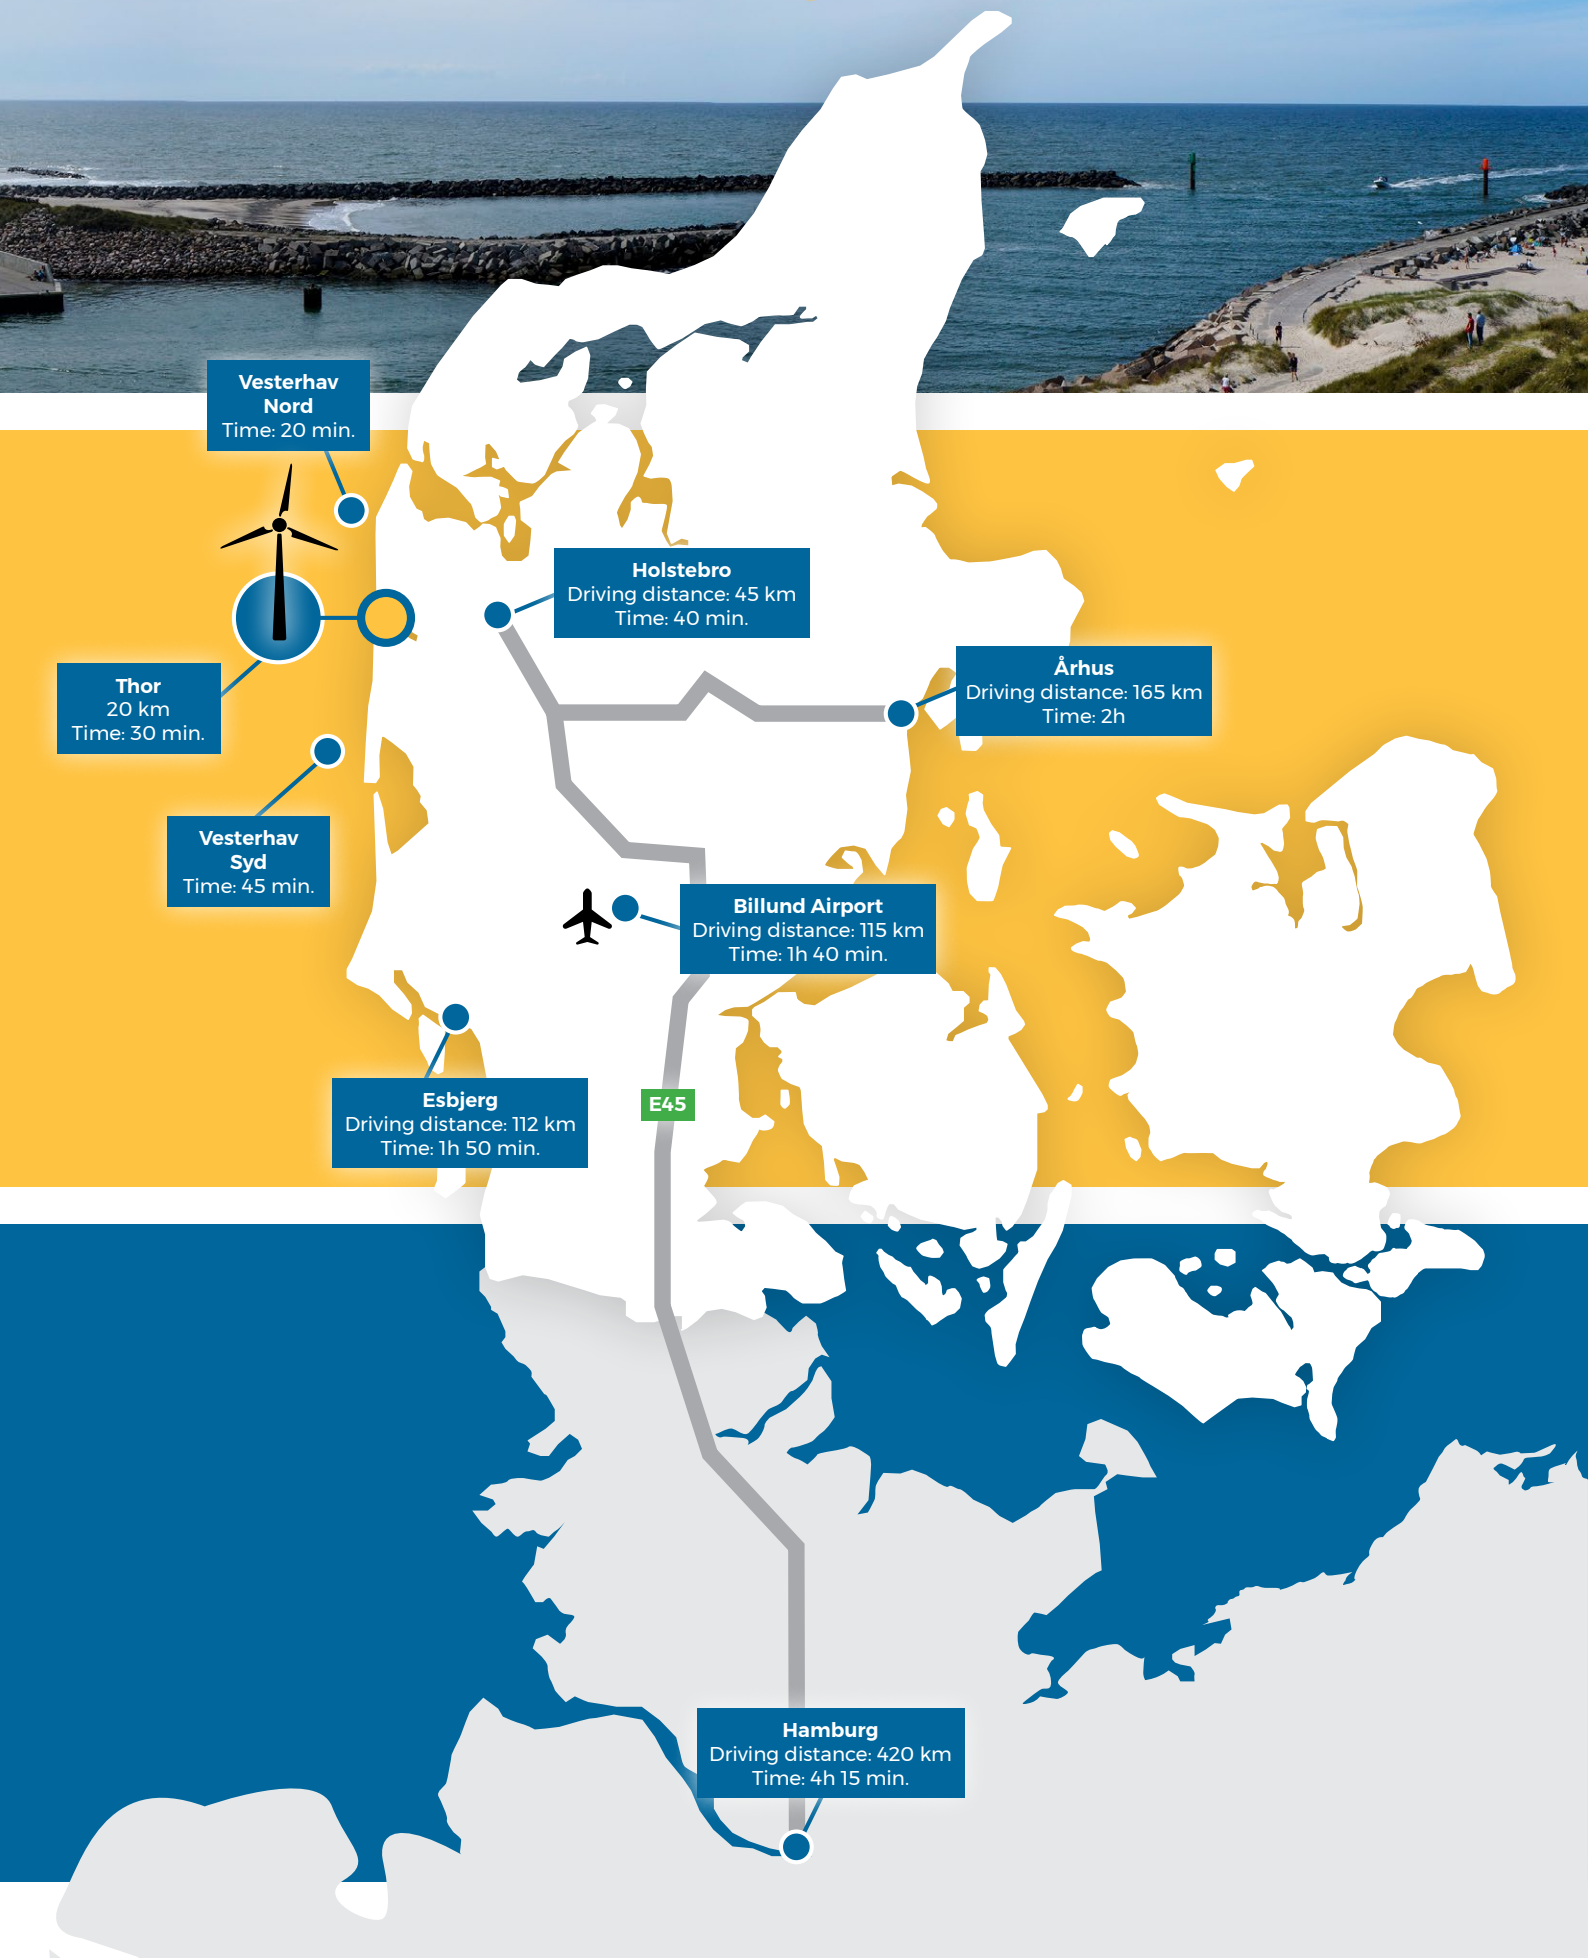 Vesterhav
Nord
Time: 20 min.
Holstebro
Driving distance: 45 km
Time: 40 min.
Århus
Driving distance: 165 km
Time: 2h
Thor
20 km
Time: 30 min.
Vesterhav
Syd
Time: 45 min.
Billund Airport
Driving distance: 115 km
Time: 1h 40 min.
Esbjerg
Driving distance: 112 km
Time: 1h 50 min.
E45
Hamburg
Driving distance: 420 km
Time: 4h 15 min.